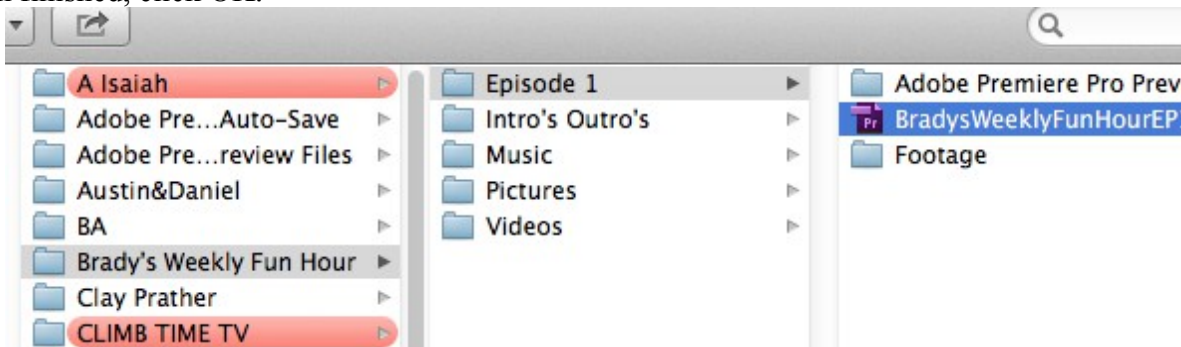 A Isaiah
Adobe Pre...Auto-Save
Adobe Pre...review Files
Austin&Daniel
BA
Brady's Weekly Fun Hour
Clay Prather
CLIMB TIME TV
Episode 1
Intro's Outro's
Music
Pictures
Videos
Adobe Premiere Pro Prev
Pr BradysWeeklyFunHourEP
Footage